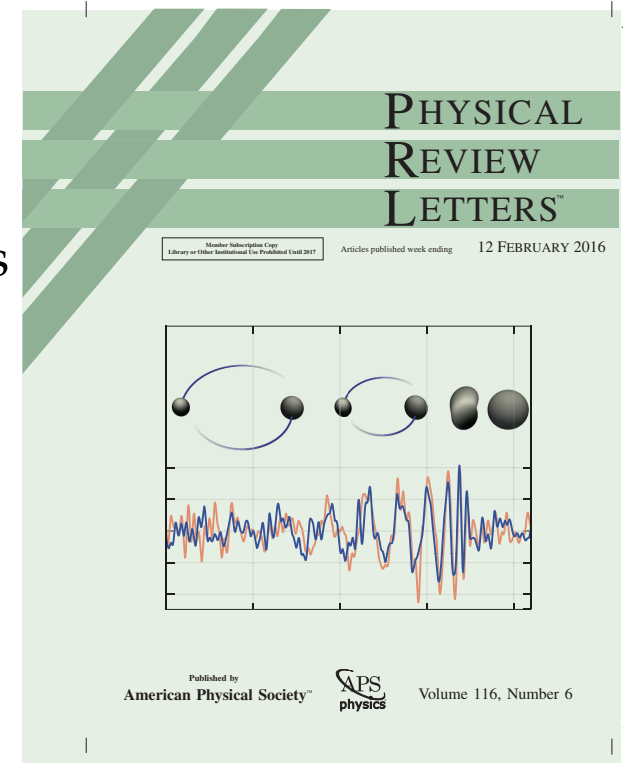 PHYSICAL
REVIEW
LETTERS™
Member Subscription Copy
Library or Other Institutional Use Prohibited Until 2017
Articles published week ending 12 FEBRUARY 2016
s
Published by
American Physical Society™
APS
physics
Volume 116, Number 6